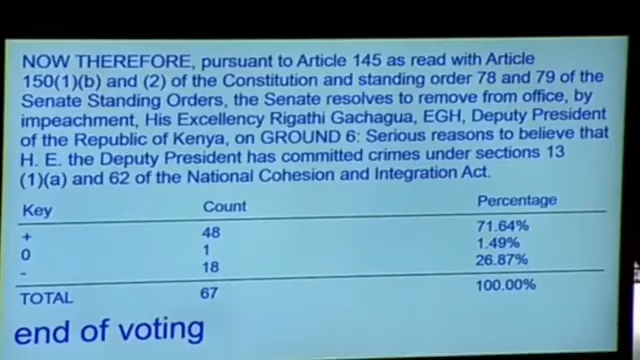 NOW THEREFORE, pursuant to Article 145 as read with Article
150(1)(b) and (2) of the Constitution and standing order 78 and 79 of the
Senate Standing Orders, the Senate resolves to remove from office, by
impeachment, His Excellency Rigathi Gachagua, EGH, Deputy President
of the Republic of Kenya, on GROUND 6: Serious reasons to believe that
H. E. the Deputy President has committed crimes under sections 13
(1)(a) and 62 of the National Cohesion and Integration Act.
Key Count Percentage
+ 48 71.64%
0 1 1.49%
- 18 26.87%
TOTAL 67 100.00%
end of voting